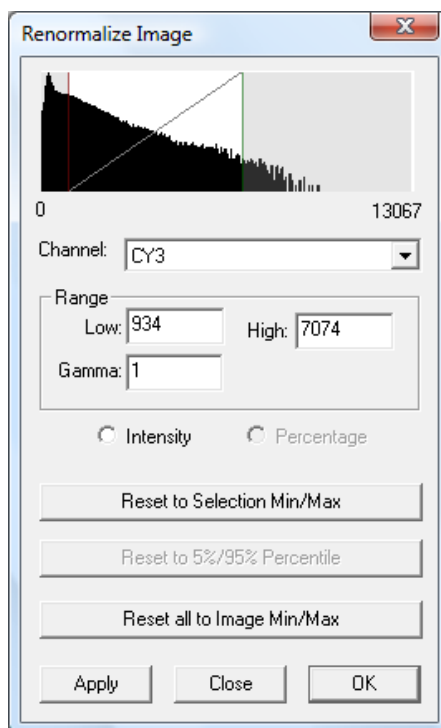 Renormalize Image
0 13067
Channel: CY3
Range
Low: 934 High: 7074
Gamma: 1
Intensity Percentage
Reset to Selection Min/Max
Reset to 5%/95% Percentile
Reset all to Image Min/Max
Apply Close OK